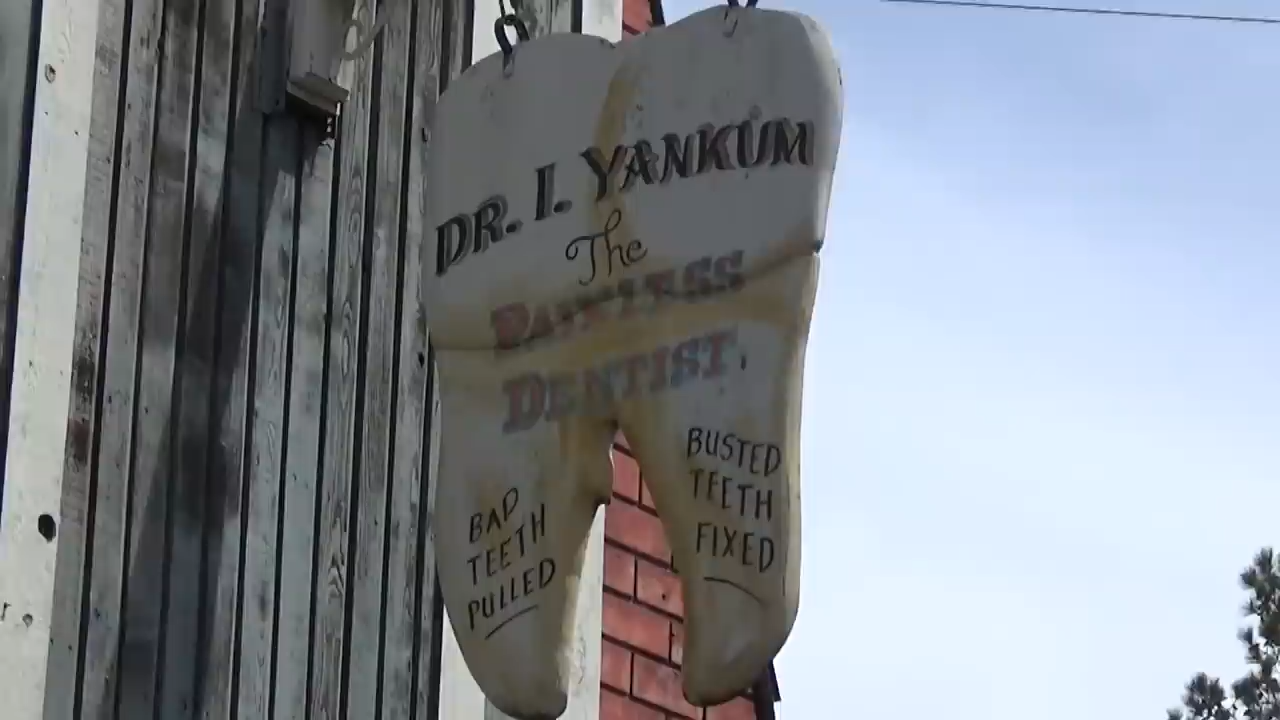 DR. I. YANKUM
The
PAINLESS
DENTIST.
BAD
TEETH
PULLED
BUSTED
TEETH
FIXED